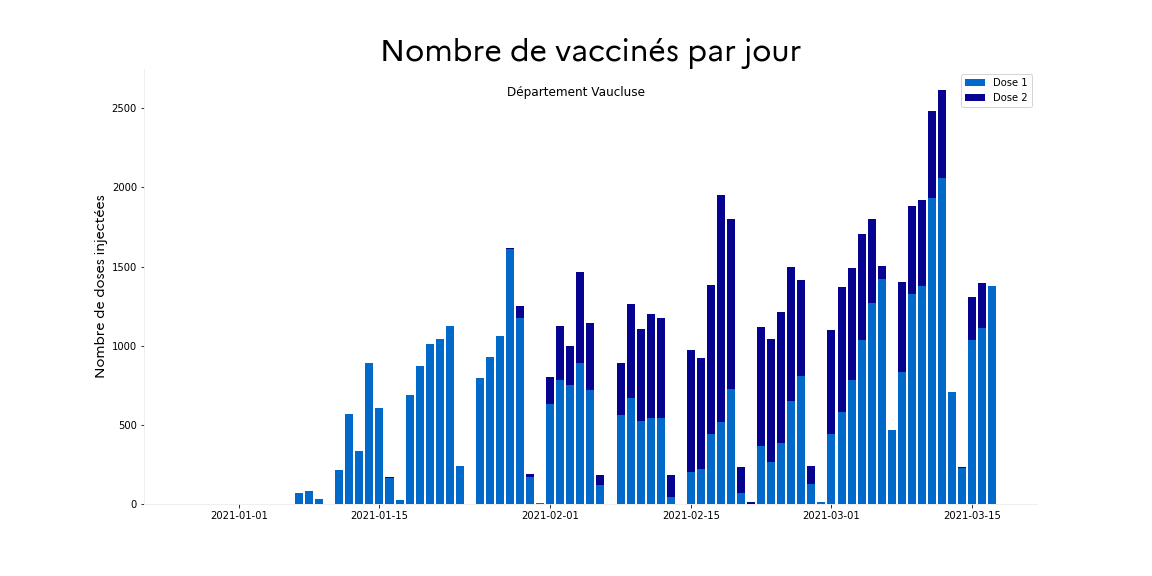 Nombre de vaccinés par jour
Département Vaucluse
Dose 1
Dose 2
Nombre de doses injectées
2500
2000
1500
1000
500
0
2021-01-01
2021-01-15
2021-02-01
2021-02-15
2021-03-01
2021-03-15